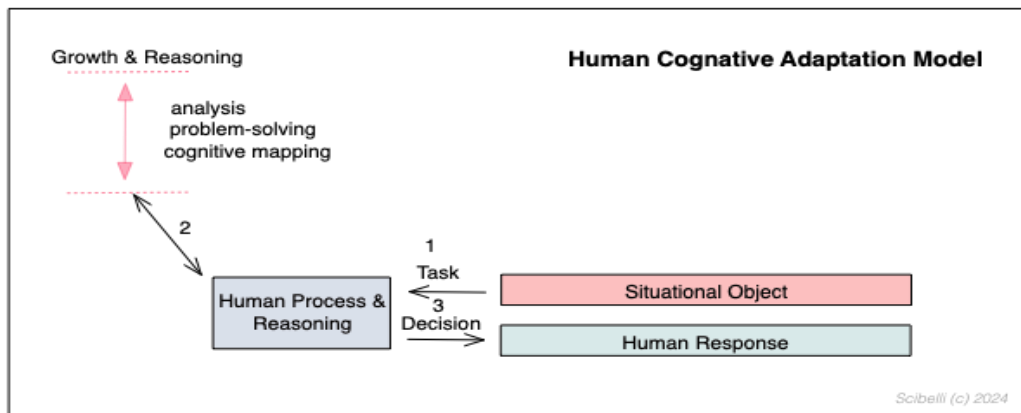 Growth & Reasoning
Human Cognitive Adaptation Model
analysis
problem-solving
cognitive mapping
2
1
Task
Situational Object
Human Process &
Reasoning
3
Decision
Human Response
Scibelli (c) 2024